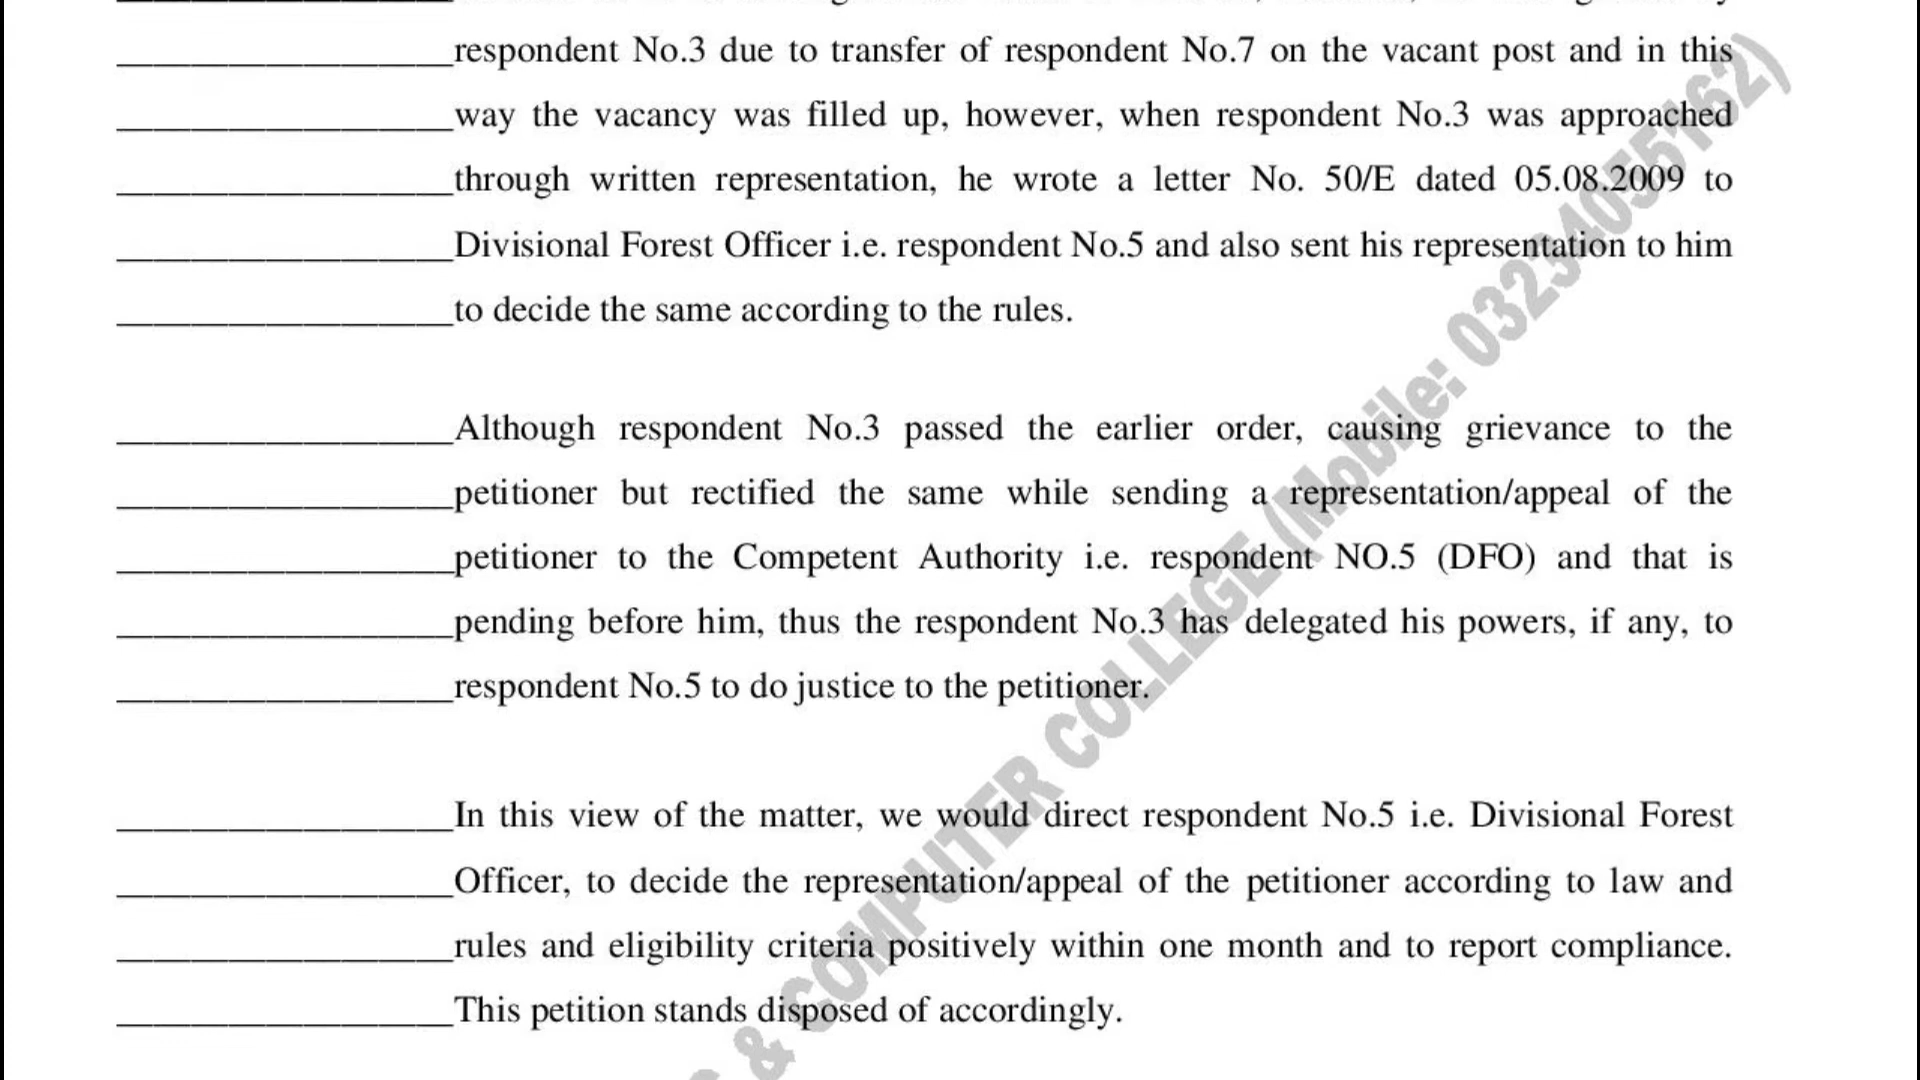 respondent No.3 due to transfer of respondent No.7 on the vacant post and in this
way the vacancy was filled up, however, when respondent No.3 was approached
through written representation, he wrote a letter No. 50/E dated 05.08.2009 to
Divisional Forest Officer i.e. respondent No.5 and also sent his representation to him
to decide the same according to the rules.
Although respondent No.3 passed the earlier order, causing grievance to the
petitioner but rectified the same while sending a representation/appeal of the
petitioner to the Competent Authority i.e. respondent NO.5 (DFO) and that is
pending before him, thus the respondent No.3 has delegated his powers, if any, to
respondent No.5 to do justice to the petitioner.
In this view of the matter, we would direct respondent No.5 i.e. Divisional Forest
Officer, to decide the representation/appeal of the petitioner according to law and
rules and eligibility criteria positively within one month and to report compliance.
This petition stands disposed of accordingly.
& COMPUTER COLLEGE (Mobile: 03234055162)